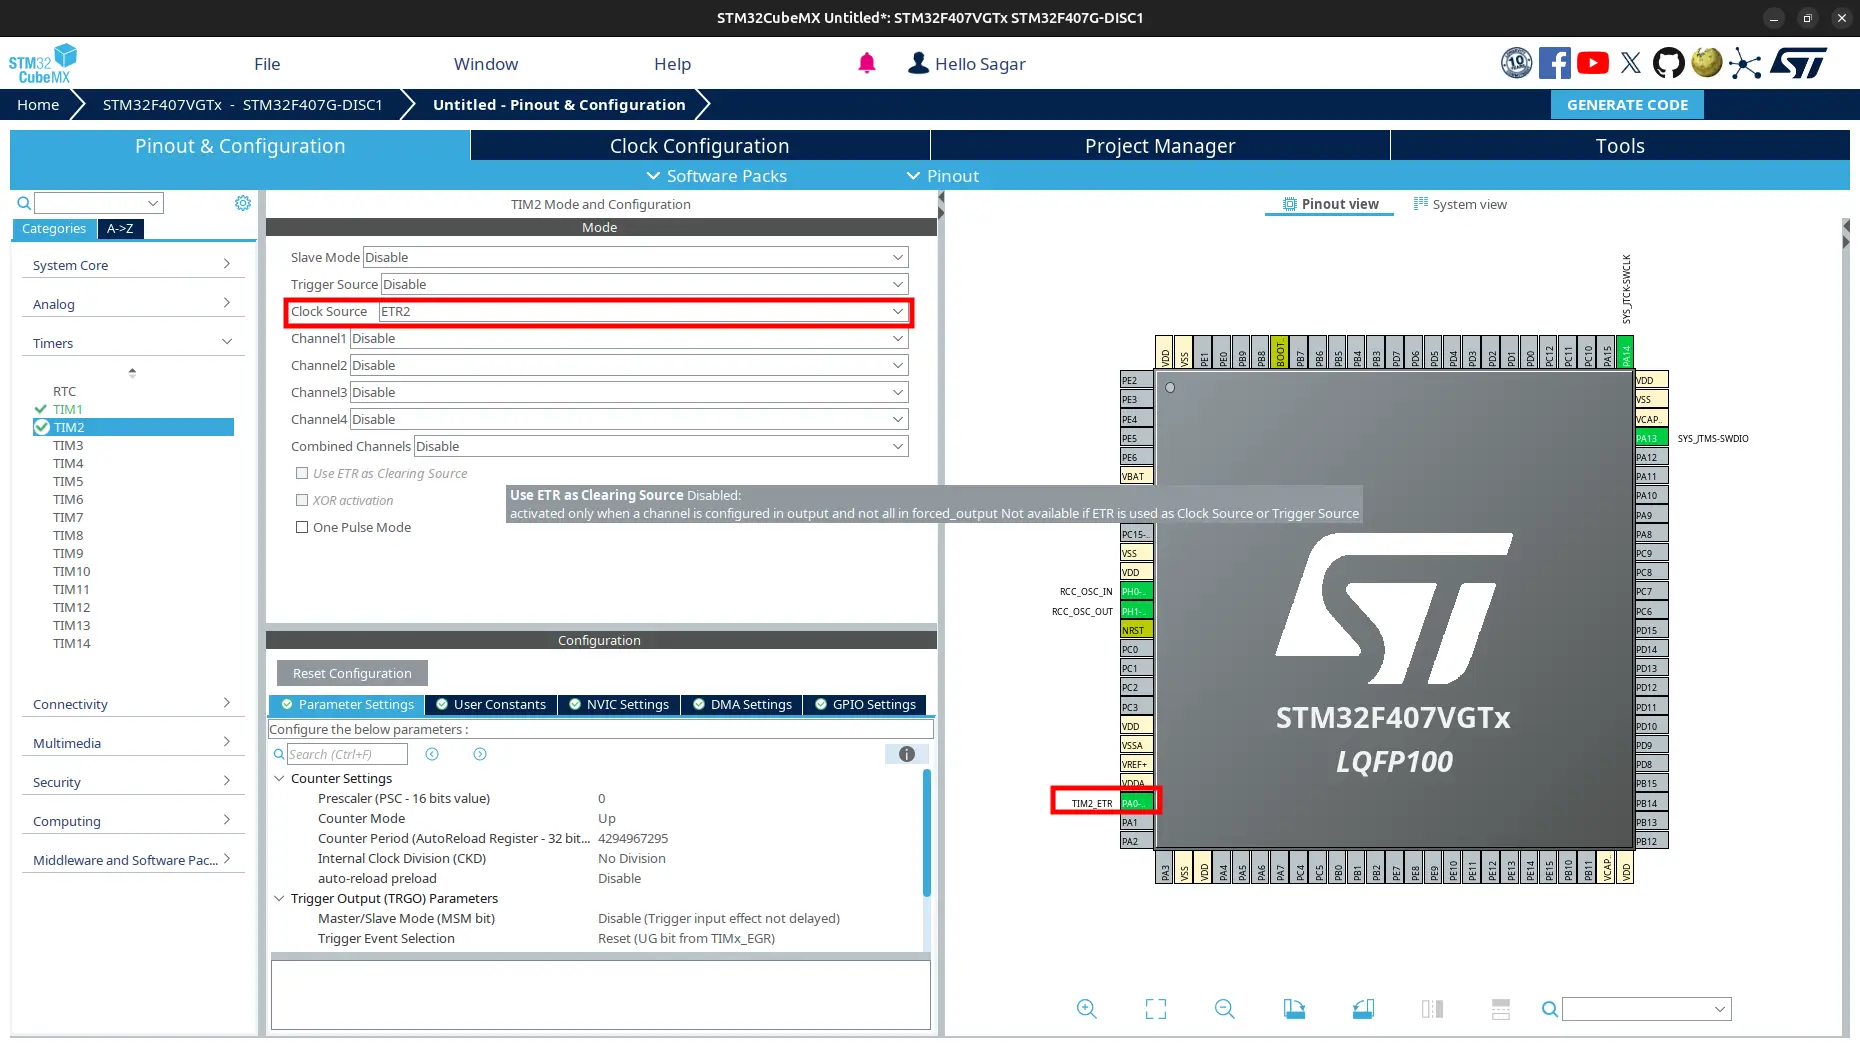 STM32CubeMX Untitled*: STM32F407VGTx STM32F407G-DISC1
STM32
CubeMX
File
Window
Help
Hello Sagar
10
Home
STM32F407VGTx - STM32F407G-DISC1
Untitled - Pinout & Configuration
GENERATE CODE
Pinout & Configuration
Clock Configuration
Project Manager
Tools
Software Packs
Pinout
Categories
A->Z
System Core
Analog
Timers
RTC
TIM1
TIM2
TIM3
TIM4
TIM5
TIM6
TIM7
TIM8
TIM9
TIM10
TIM11
TIM12
TIM13
TIM14
Connectivity
Multimedia
Security
Computing
Middleware and Software Pac...
TIM2 Mode and Configuration
Mode
Slave Mode Disable
Trigger Source Disable
Clock Source ETR2
Channel1 Disable
Channel2 Disable
Channel3 Disable
Channel4 Disable
Combined Channels Disable
Use ETR as Clearing Source
XOR activation
One Pulse Mode
Use ETR as Clearing Source Disabled:
activated only when a channel is configured in output and not all in forced_output Not available if ETR is used as Clock Source or Trigger Source
Configuration
Reset Configuration
Parameter Settings
User Constants
NVIC Settings
DMA Settings
GPIO Settings
Configure the below parameters :
Search (Ctrl+F)
Counter Settings
Prescaler (PSC - 16 bits value) 0
Counter Mode Up
Counter Period (AutoReload Register - 32 bit... 4294967295
Internal Clock Division (CKD) No Division
auto-reload preload Disable
Trigger Output (TRGO) Parameters
Master/Slave Mode (MSM bit) Disable (Trigger input effect not delayed)
Trigger Event Selection Reset (UG bit from TIMx_EGR)
Pinout view
System view
SYS_JTCK-SWCLK
VDD
VSS
PE1
PE0
PB9
PB8
BOOT..
PB7
PB6
PB5
PB4
PB3
PD7
PD6
PD5
PD4
PD3
PD2
PD1
PD0
PC12
PC11
PC10
PA15
PA14
PE2
PE3
PE4
PE5
PE6
VBAT
PC15-..
VSS
VDD
RCC_OSC_IN
PH0-..
RCC_OSC_OUT
PH1-..
NRST
PC0
PC1
PC2
PC3
VDD
VSSA
VREF+
VDDA
TIM2_ETR
PA0-..
PA1
PA2
STM32F407VGTx
LQFP100
VDD
VSS
VCAP..
PA13
SYS_JTMS-SWDIO
PA12
PA11
PA10
PA9
PA8
PC9
PC8
PC7
PC6
PD15
PD14
PD13
PD12
PD11
PD10
PD9
PD8
PB15
PB14
PB13
PB12
PA3
VSS
VDD
PA4
PA5
PA6
PA7
PC4
PC5
PB0
PB1
PB2
PE7
PE8
PE9
PE10
PE11
PE12
PE13
PE14
PE15
PB10
PB11
VCAP..
VDD